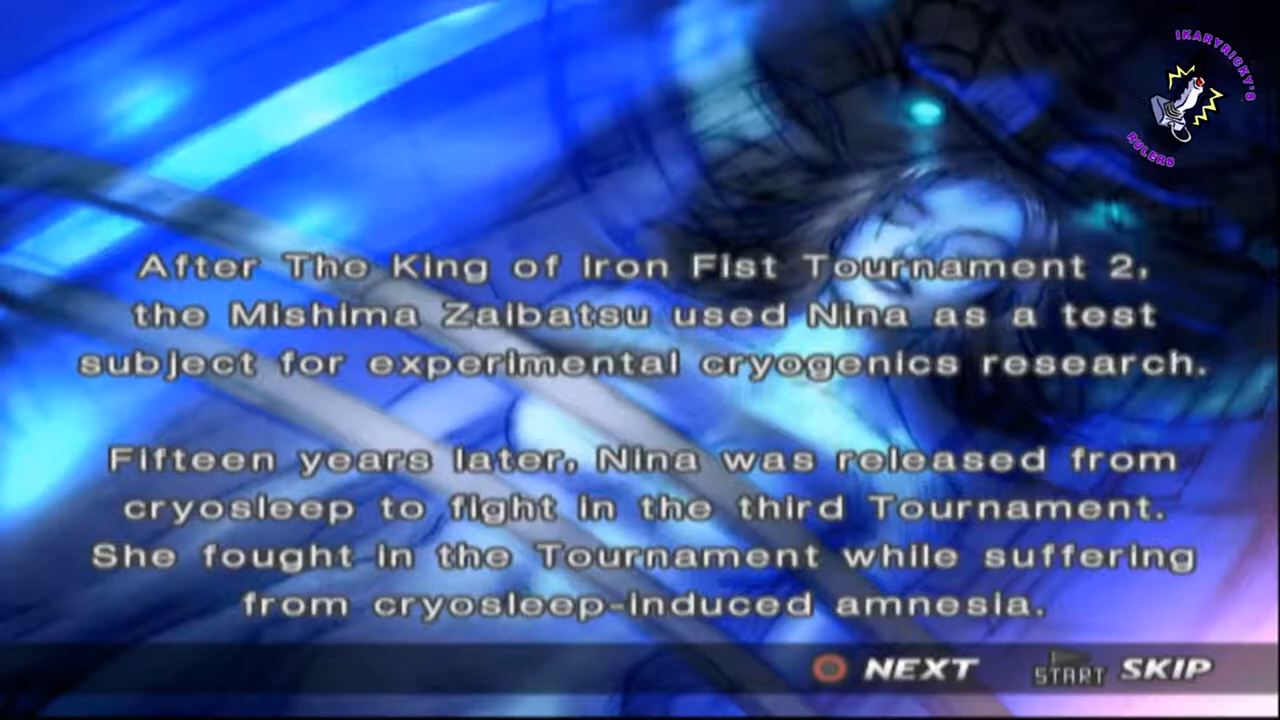 IKARYRICKY'S
RULERS
After The King of Iron Fist Tournament 2,
the Mishima Zaibatsu used Nina as a test
subject for experimental cryogenics research.
Fifteen years later, Nina was released from
cryosleep to fight in the third Tournament.
She fought in the Tournament while suffering
from cryosleep-induced amnesia.
NEXT START SKIP